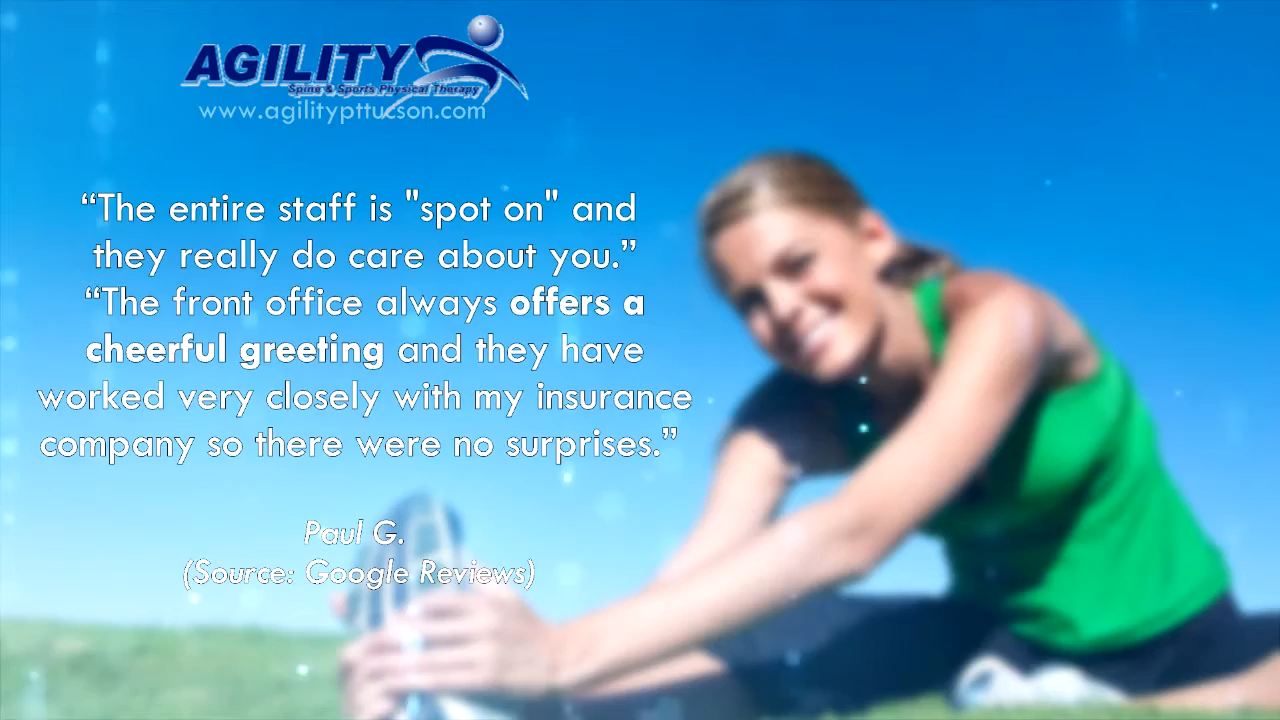 AGILITY
Spine & Sports Physical Therapy
www.agilitypttucson.com
“The entire staff is "spot on" and
they really do care about you.”
“The front office always offers a
cheerful greeting and they have
worked very closely with my insurance
company so there were no surprises.”
Paul G.
(Source: Google Reviews)